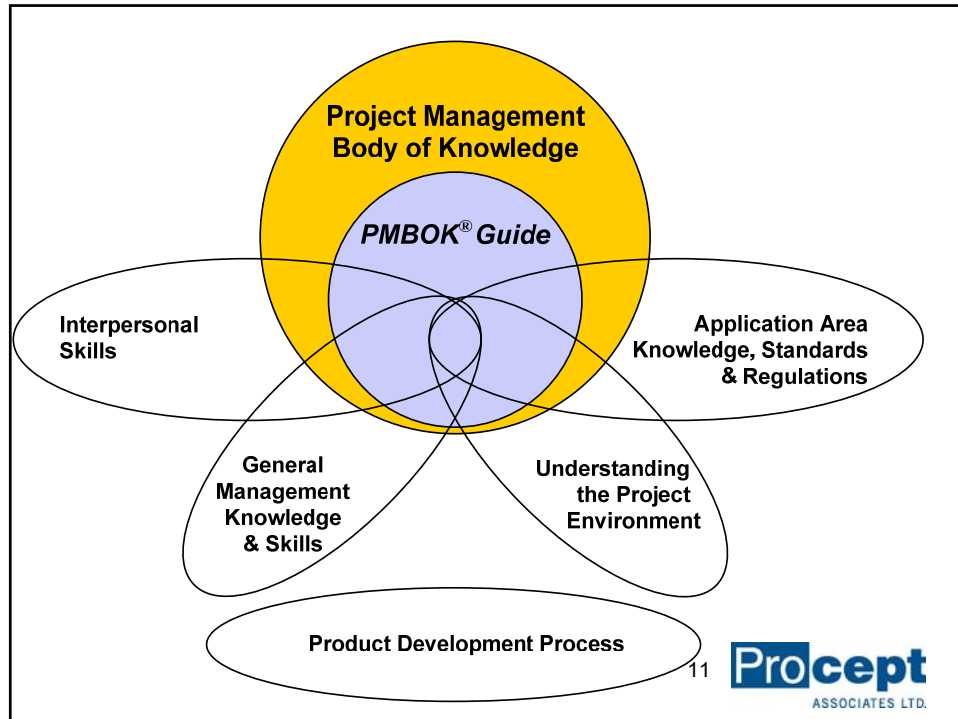 Project Management
Body of Knowledge
PMBOK® Guide
Interpersonal
Skills
Application Area
Knowledge, Standards
& Regulations
General
Management
Knowledge
& Skills
Understanding
the Project
Environment
Product Development Process
11
Procept
ASSOCIATES LTD.